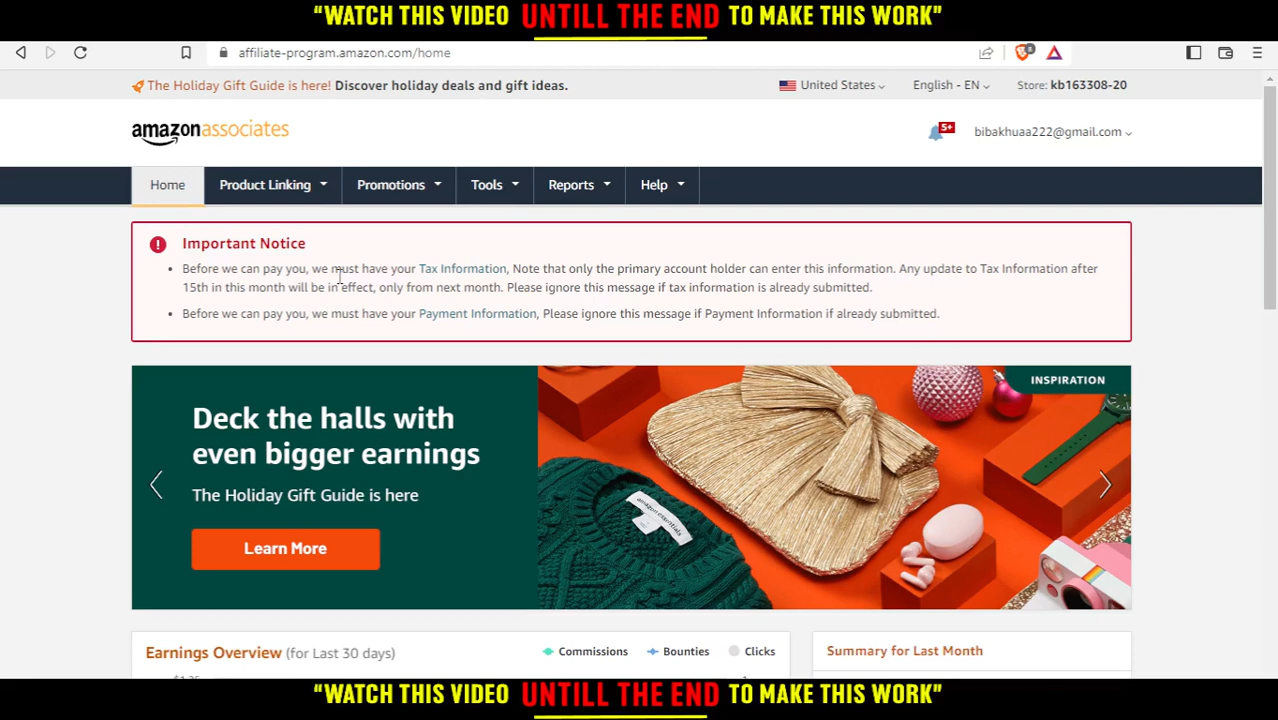 “WATCH THIS VIDEO UNTILL THE END TO MAKE THIS WORK”
affiliate-program.amazon.com/home
The Holiday Gift Guide is here! Discover holiday deals and gift ideas.
United States
English - EN
Store: kb163308-20
amazonassociates
5+
bibakhuaa222@gmail.com
Home
Product Linking
Promotions
Tools
Reports
Help
Important Notice
• Before we can pay you, we must have your Tax Information, Note that only the primary account holder can enter this information. Any update to Tax Information after
15th in this month will be in effect, only from next month. Please ignore this message if tax information is already submitted.
• Before we can pay you, we must have your Payment Information, Please ignore this message if Payment Information if already submitted.
Deck the halls with
even bigger earnings
The Holiday Gift Guide is here
Learn More
INSPIRATION
amazon essentials
Earnings Overview (for Last 30 days)
Commissions
Bounties
Clicks
Summary for Last Month
“WATCH THIS VIDEO UNTILL THE END TO MAKE THIS WORK”